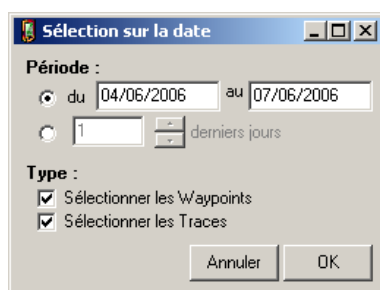 Sélection sur la date
Période :
du 04/06/2006 au 07/06/2006
1 derniers jours
Type :
Sélectionner les Waypoints
Sélectionner les Traces
Annuler OK